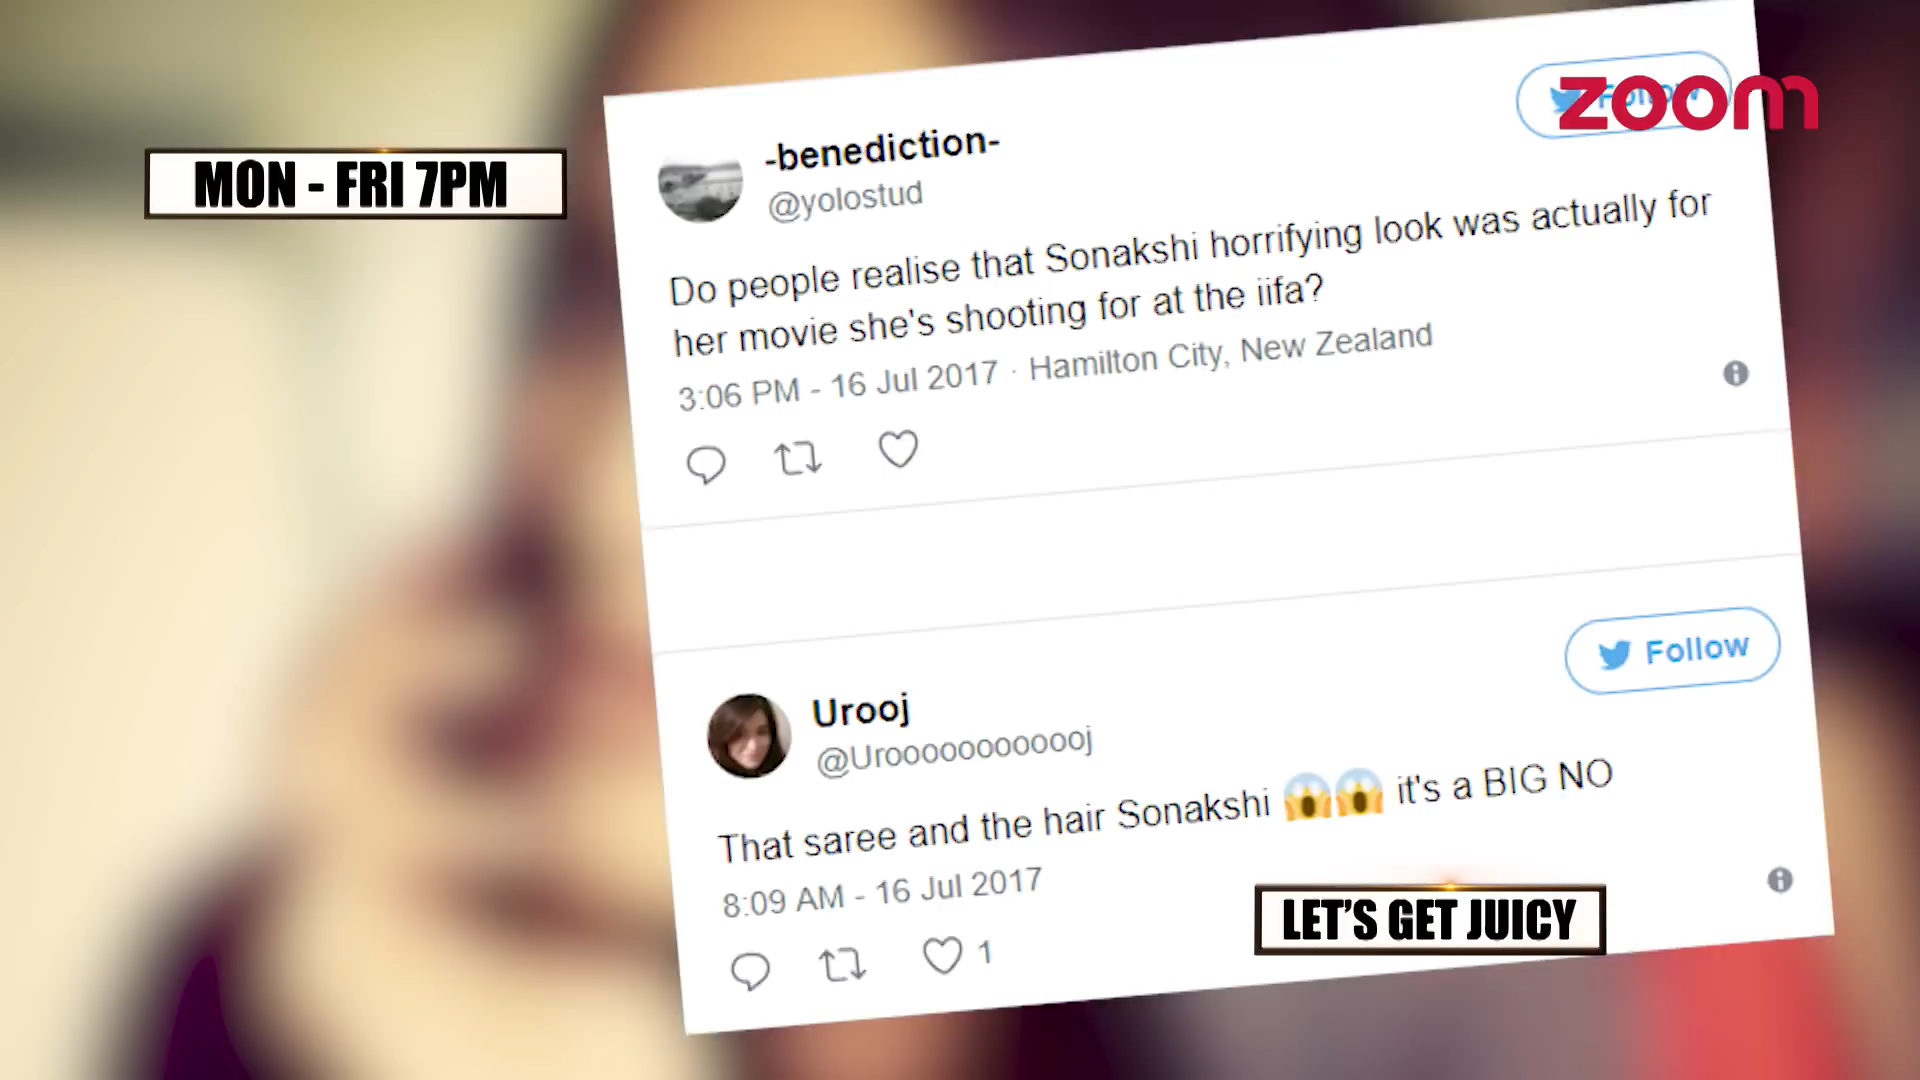 zoom
MON - FRI 7PM
Follow
-benediction-
@yolostud
Do people realise that Sonakshi horrifying look was actually for
her movie she's shooting for at the iifa?
3:06 PM - 16 Jul 2017 · Hamilton City, New Zealand
Follow
Urooj
@Uroooooooooooj
That saree and the hair Sonakshi 😱😱 it's a BIG NO
8:09 AM - 16 Jul 2017
1
LET'S GET JUICY